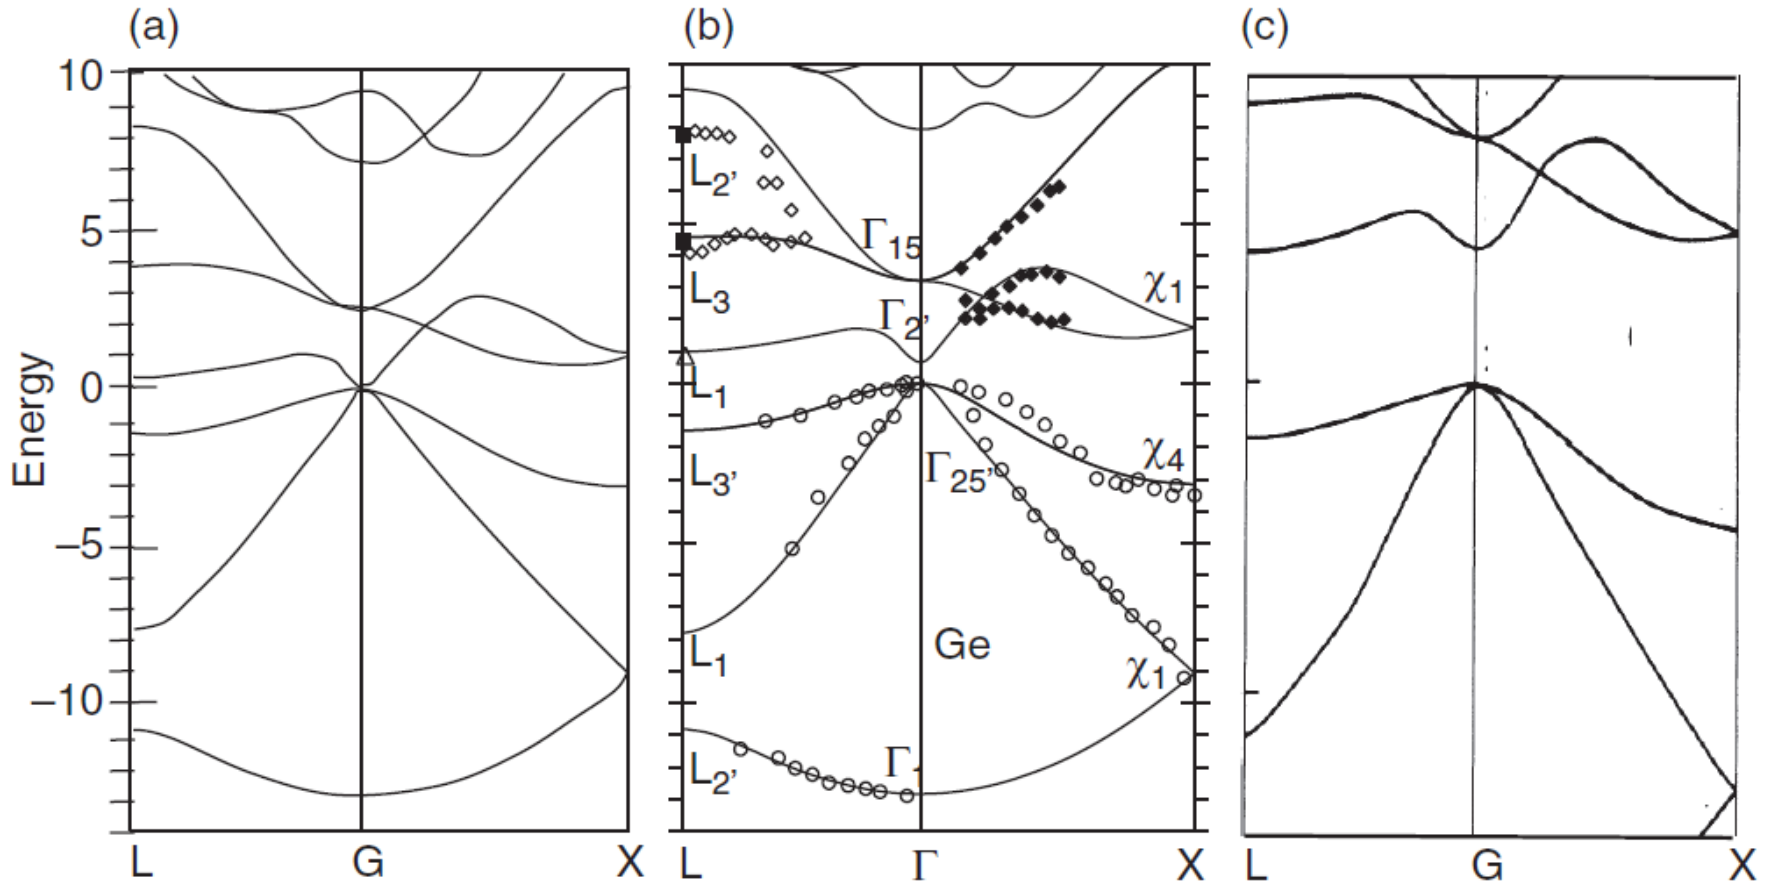 (a)
(b)
(c)
Energy
10
5
0
−5
−10
L G X
L₂'
L₃
L₁
L₃'
L₁
L₂'
Γ₁₅
Γ₂'
Γ₂₅'
Γ₁
χ₁
χ₄
χ₁
Ge
L Γ X
L G X